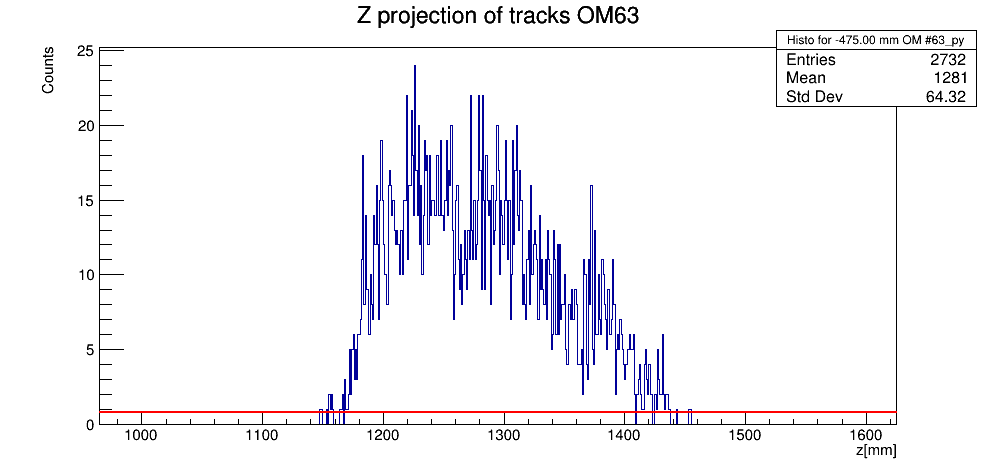 Z projection of tracks OM63
Histo for -475.00 mm OM #63_py
Entries 2732
Mean 1281
Std Dev 64.32
Counts
25
20
15
10
5
0
1000 1100 1200 1300 1400 1500 1600
z[mm]